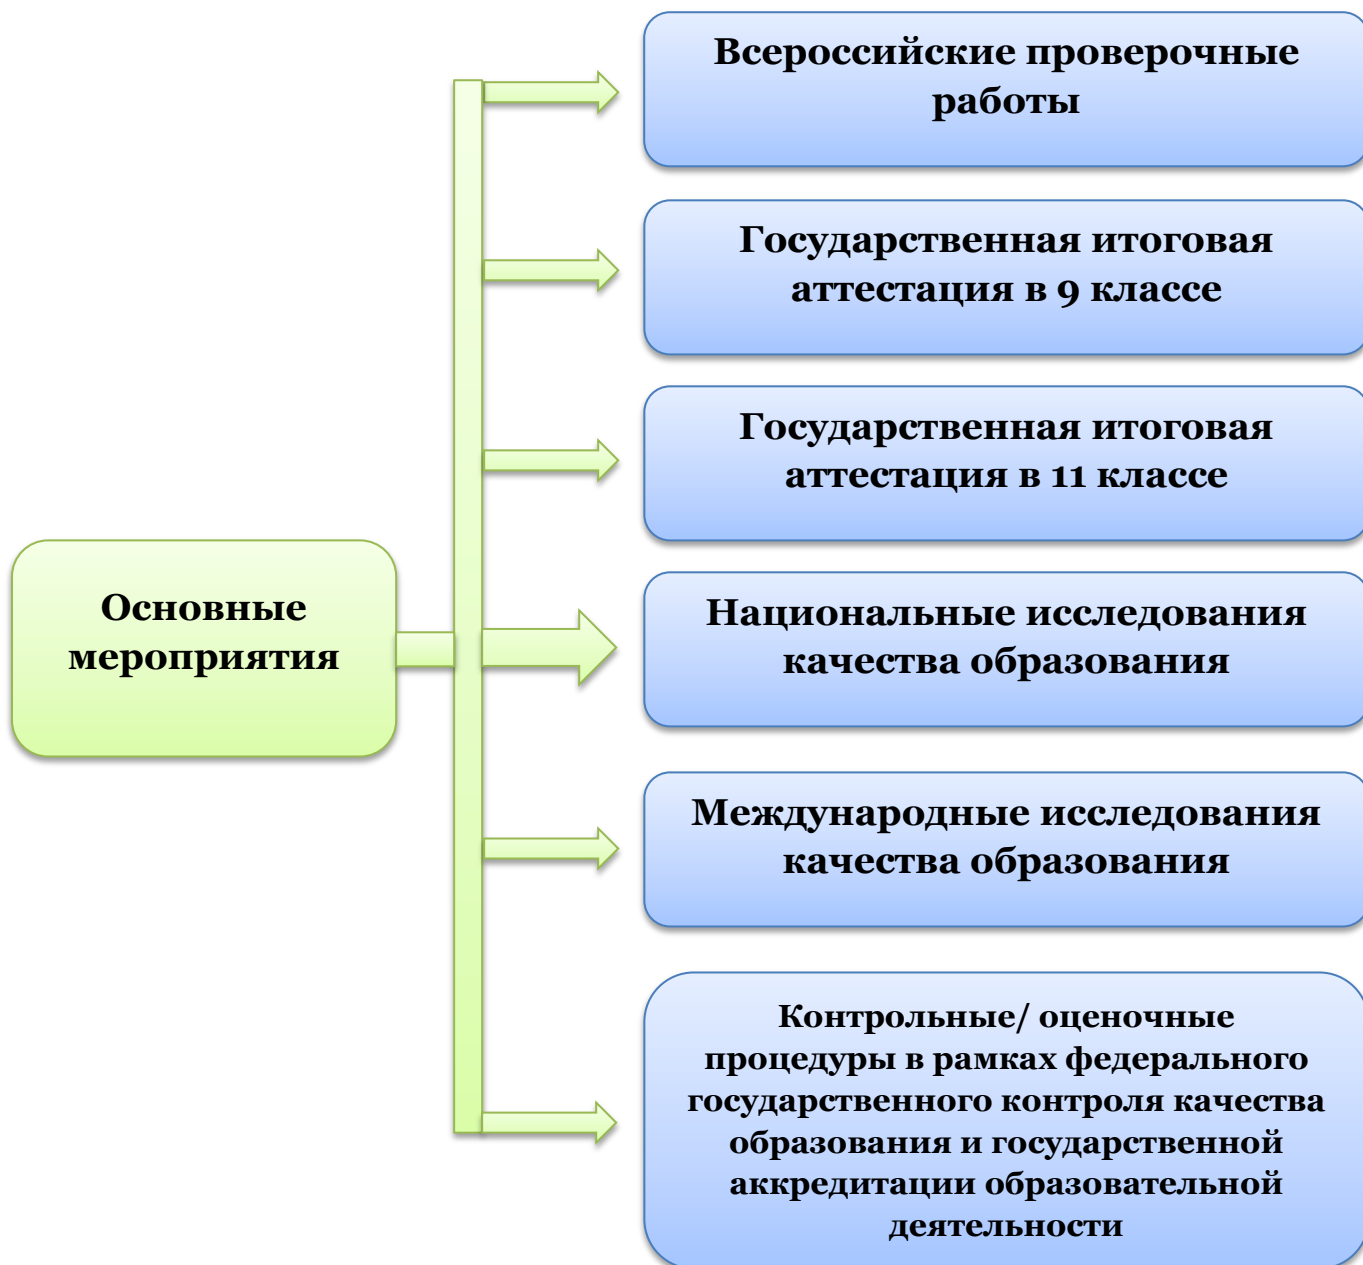 Всероссийские проверочные
работы
Государственная итоговая
аттестация в 9 классе
Государственная итоговая
аттестация в 11 классе
Основные
мероприятия
Национальные исследования
качества образования
Международные исследования
качества образования
Контрольные/ оценочные
процедуры в рамках федерального
государственного контроля качества
образования и государственной
аккредитации образовательной
деятельности